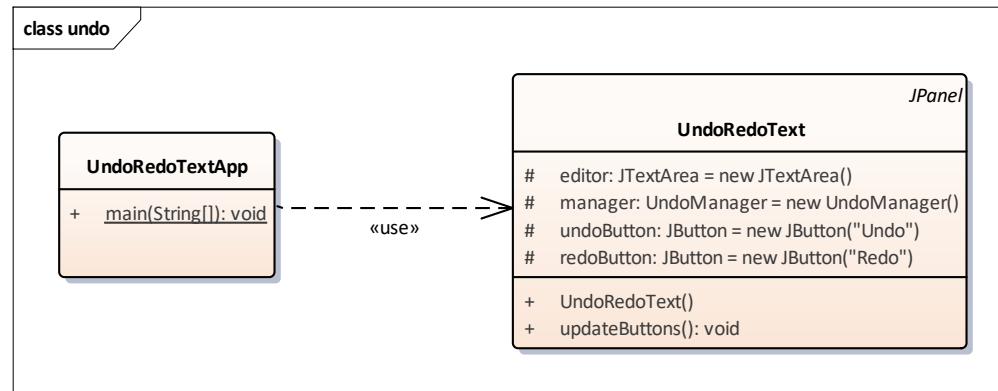 class undo
UndoRedoTextApp
+ main(String[]): void
«use»
JPanel
UndoRedoText
# editor: JTextArea = new JTextArea()
# manager: UndoManager = new UndoManager()
# undoButton: JButton = new JButton("Undo")
# redoButton: JButton = new JButton("Redo")
+ UndoRedoText()
+ updateButtons(): void